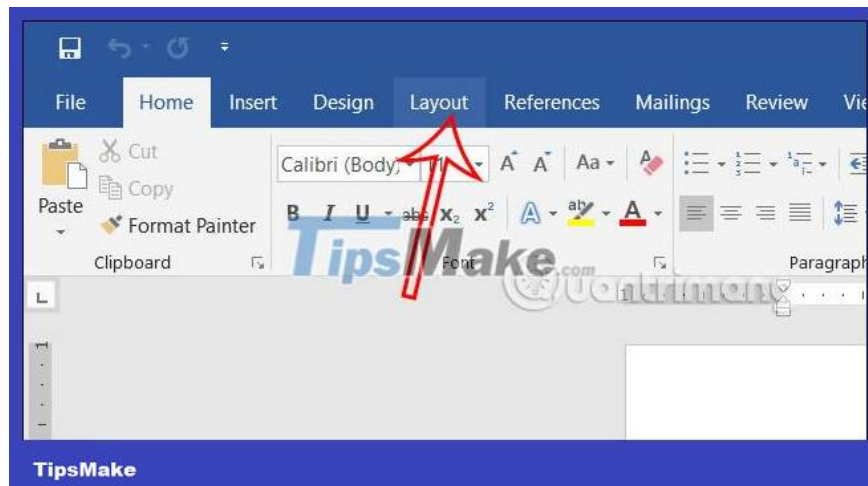 File Home Insert Design Layout References Mailings Review
Cut
Copy
Paste
Format Painter
Clipboard
Calibri (Body)
Aa
B I U abc X₂ X²
A
Font
Paragraph
TipsMake.com
Quantrimang
TipsMake